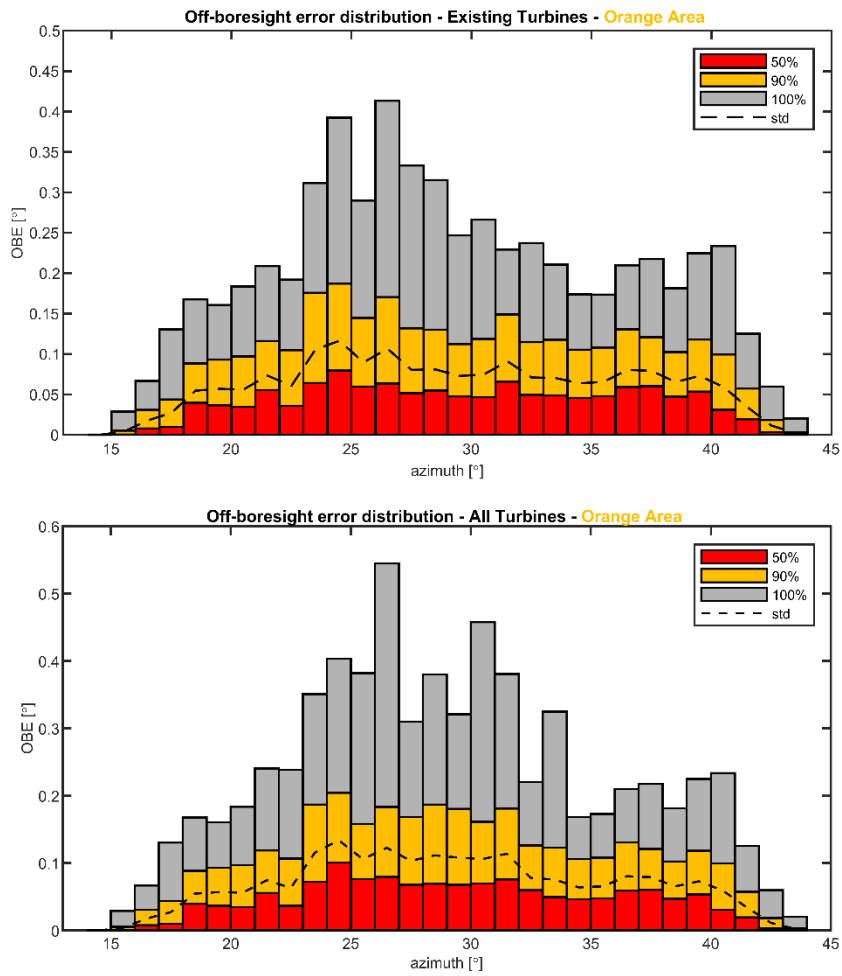 Off-boresight error distribution - Existing Turbines - Orange Area
0.5
0.45
0.4
0.35
0.3
0.25
0.2
0.15
0.1
0.05
0
OBE [°]
50%
90%
100%
std
15 20 25 30 35 40 45
azimuth [°]
Off-boresight error distribution - All Turbines - Orange Area
0.6
0.5
0.4
0.3
0.2
0.1
0
OBE [°]
50%
90%
100%
std
15 20 25 30 35 40 45
azimuth [°]